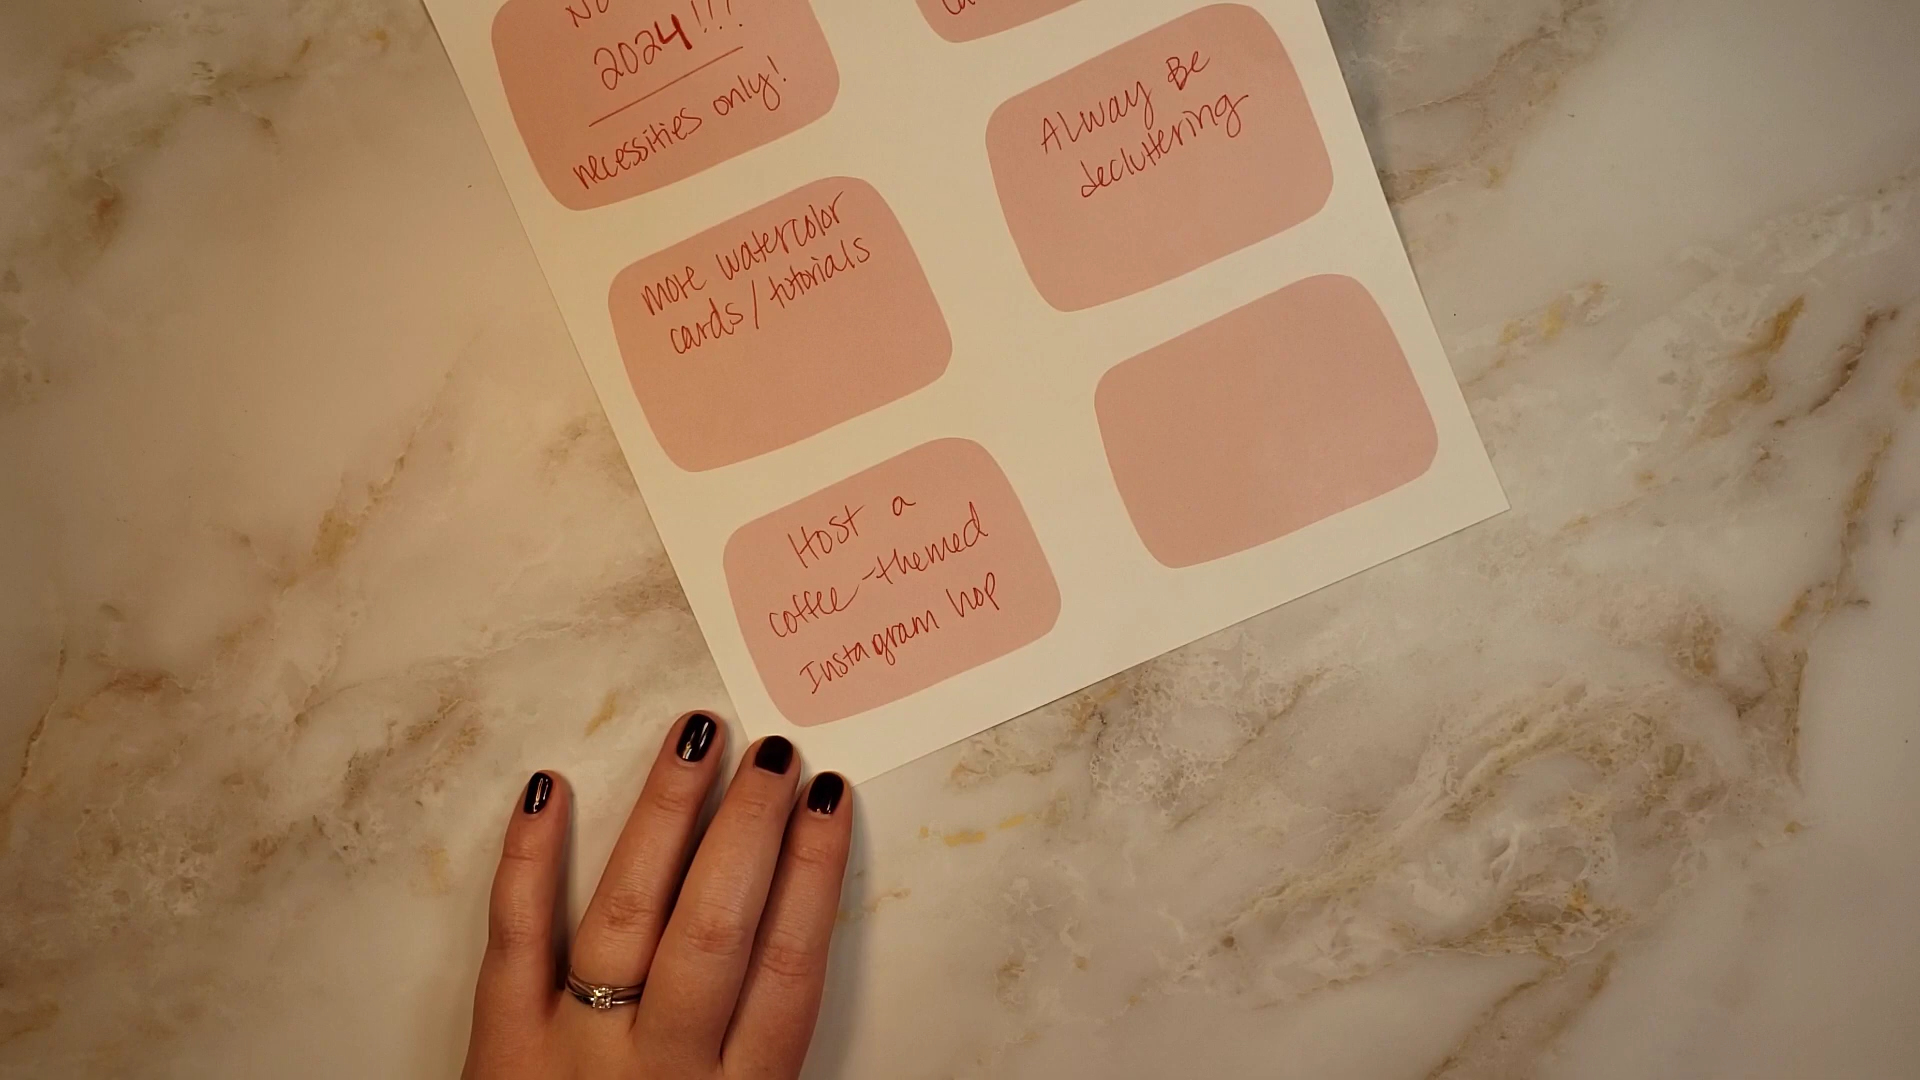 2024!!!
necessities only!
more watercolor
cards/tutorials
Host a
coffee-themed
Instagram hop
Alway Be
decluttering